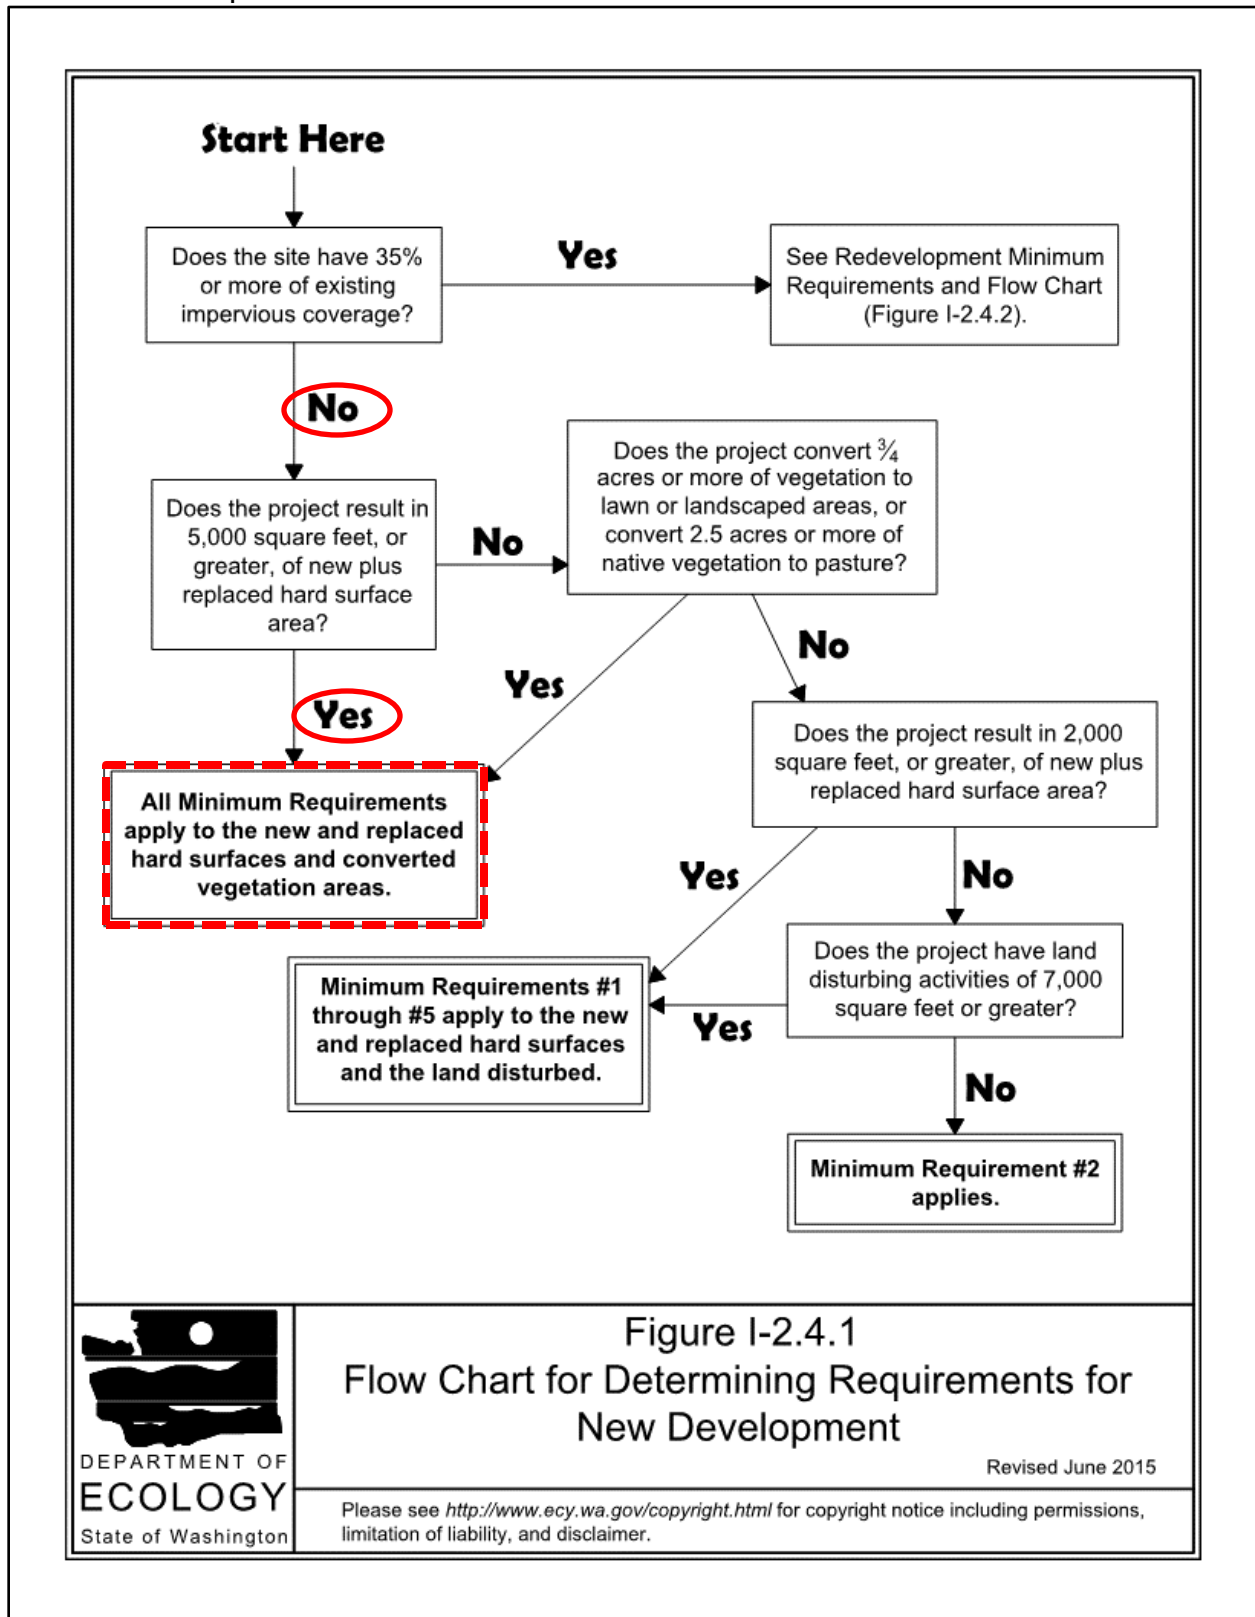 Start Here
Does the site have 35%
or more of existing
impervious coverage?
Yes
See Redevelopment Minimum
Requirements and Flow Chart
(Figure I-2.4.2).
No
Does the project result in
5,000 square feet, or
greater, of new plus
replaced hard surface
area?
No
Does the project convert ¾
acres or more of vegetation to
lawn or landscaped areas, or
convert 2.5 acres or more of
native vegetation to pasture?
Yes
Yes
No
Does the project result in 2,000
square feet, or greater, of new plus
replaced hard surface area?
All Minimum Requirements
apply to the new and replaced
hard surfaces and converted
vegetation areas.
Yes
No
Does the project have land
disturbing activities of 7,000
square feet or greater?
Yes
Minimum Requirements #1
through #5 apply to the new
and replaced hard surfaces
and the land disturbed.
No
Minimum Requirement #2
applies.
DEPARTMENT OF
ECOLOGY
State of Washington
Figure I-2.4.1
Flow Chart for Determining Requirements for
New Development
Revised June 2015
Please see http://www.ecy.wa.gov/copyright.html for copyright notice including permissions,
limitation of liability, and disclaimer.